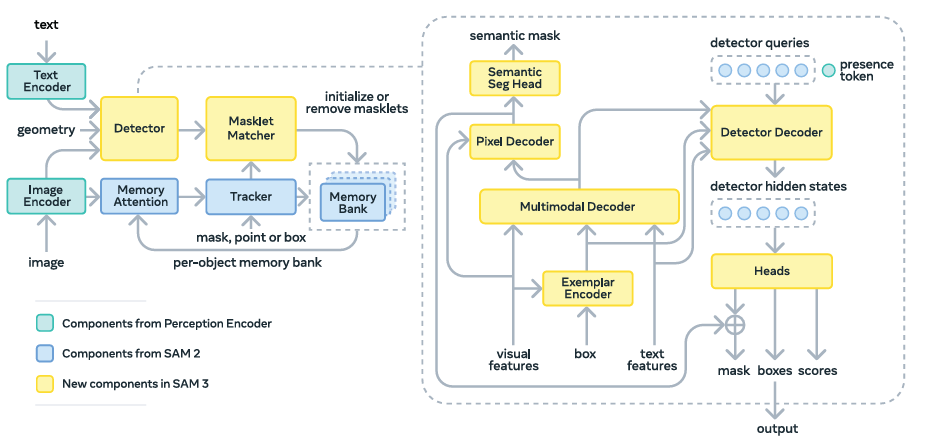 text
Text
Encoder
geometry
Detector
Masklet
Matcher
initialize or
remove masklets
Image
Encoder
Memory
Attention
Tracker
Memory
Bank
mask, point or box
image
per-object memory bank
Components from Perception Encoder
Components from SAM 2
New components in SAM 3
semantic mask
Semantic
Seg Head
Pixel Decoder
Multimodal Decoder
Exemplar
Encoder
visual
features
box
text
features
detector queries
presence
token
Detector Decoder
detector hidden states
Heads
mask
boxes
scores
output